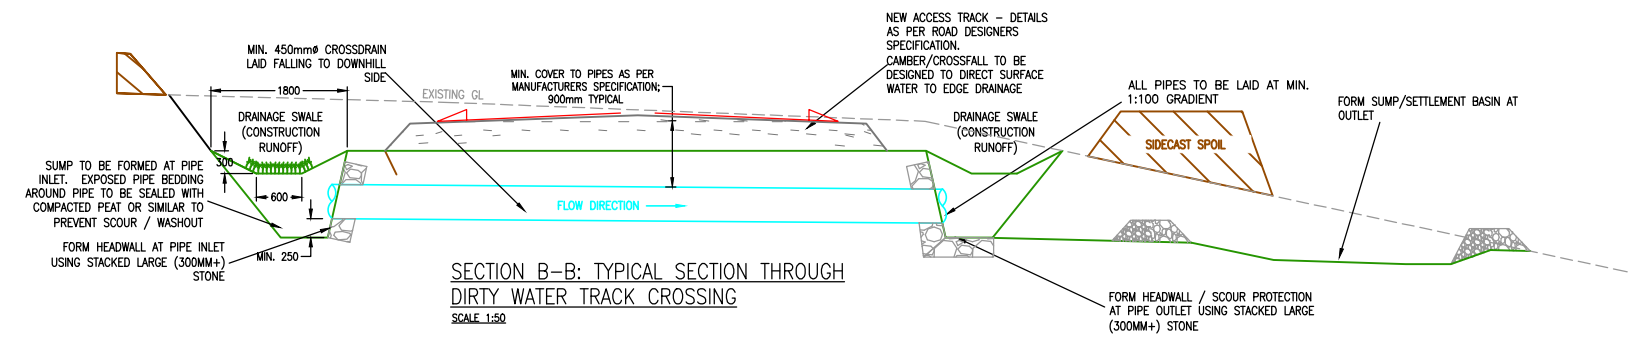 MIN. 450mmø CROSSDRAIN
LAID FALLING TO DOWNHILL
SIDE
NEW ACCESS TRACK - DETAILS
AS PER ROAD DESIGNERS
SPECIFICATION.
CAMBER/CROSSFALL TO BE
DESIGNED TO DIRECT SURFACE
WATER TO EDGE DRAINAGE
MIN. COVER TO PIPES AS PER
MANUFACTURERS SPECIFICATION;
900mm TYPICAL
ALL PIPES TO BE LAID AT MIN.
1:100 GRADIENT
FORM SUMP/SETTLEMENT BASIN AT
OUTLET
1800
EXISTING GL
DRAINAGE SWALE
(CONSTRUCTION
RUNOFF)
DRAINAGE SWALE
(CONSTRUCTION
RUNOFF)
SIDECAST SPOIL
300
600
SUMP TO BE FORMED AT PIPE
INLET. EXPOSED PIPE BEDDING
AROUND PIPE TO BE SEALED WITH
COMPACTED PEAT OR SIMILAR TO
PREVENT SCOUR / WASHOUT
FLOW DIRECTION
FORM HEADWALL AT PIPE INLET
USING STACKED LARGE (300MM+)
STONE
MIN. 250
SECTION B-B: TYPICAL SECTION THROUGH
DIRTY WATER TRACK CROSSING
SCALE 1:50
FORM HEADWALL / SCOUR PROTECTION
AT PIPE OUTLET USING STACKED LARGE
(300MM+) STONE